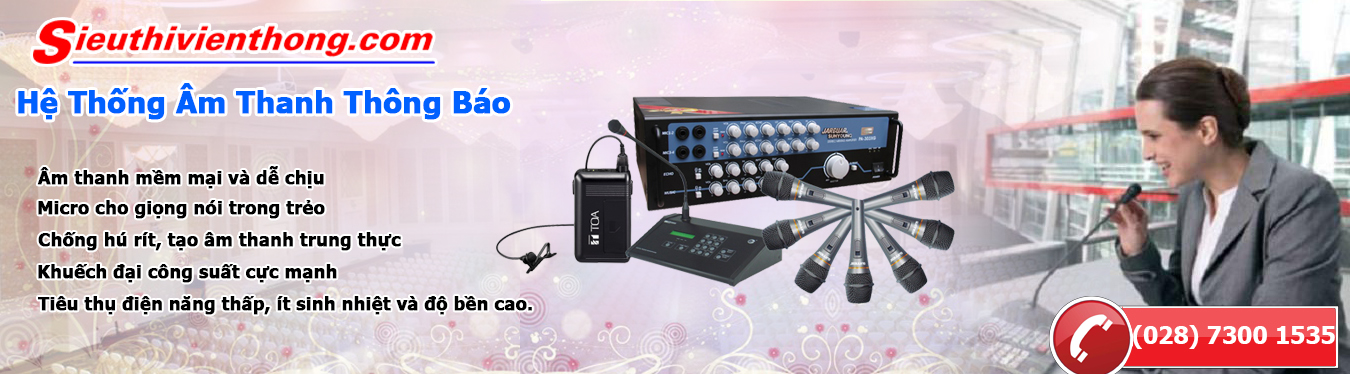 Sieuthivienthong.com
Hệ Thống Âm Thanh Thông Báo
Âm thanh mềm mại và dễ chịu
Micro cho giọng nói trong trẻo
Chống hú rít, tạo âm thanh trung thực
Khuếch đại công suất cực mạnh
Tiêu thụ điện năng thấp, ít sinh nhiệt và độ bền cao.
JARGUAR
SUHYOUNG
TOA
(028) 7300 1535